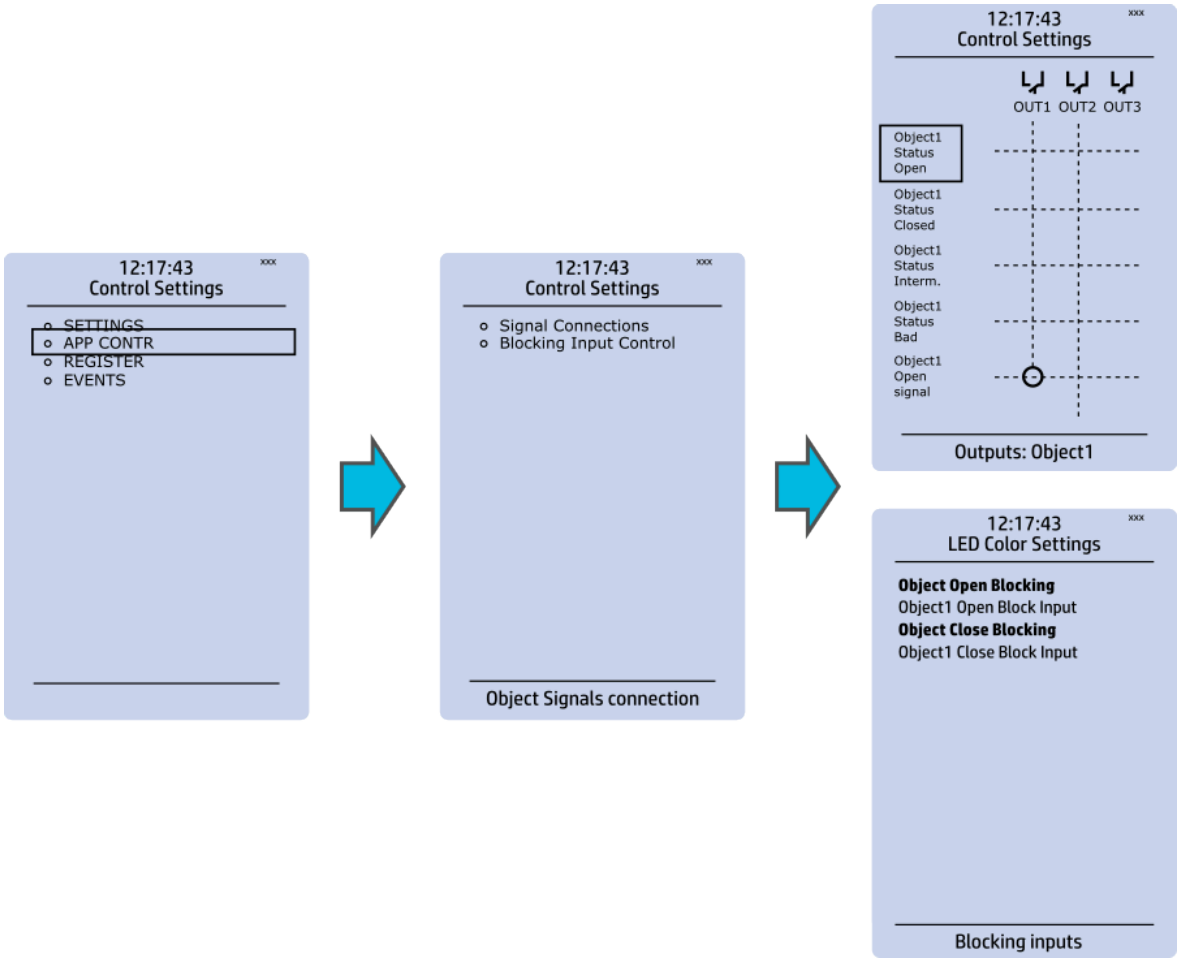 12:17:43
xxx
Control Settings
SETTINGS
APP CONTR
REGISTER
EVENTS
12:17:43
xxx
Control Settings
Signal Connections
Blocking Input Control
Object Signals connection
12:17:43
xxx
Control Settings
OUT1 OUT2 OUT3
Object1
Status
Open
Object1
Status
Closed
Object1
Status
Interm.
Object1
Status
Bad
Object1
Open
signal
Outputs: Object1
12:17:43
xxx
LED Color Settings
Object Open Blocking
Object1 Open Block Input
Object Close Blocking
Object1 Close Block Input
Blocking inputs